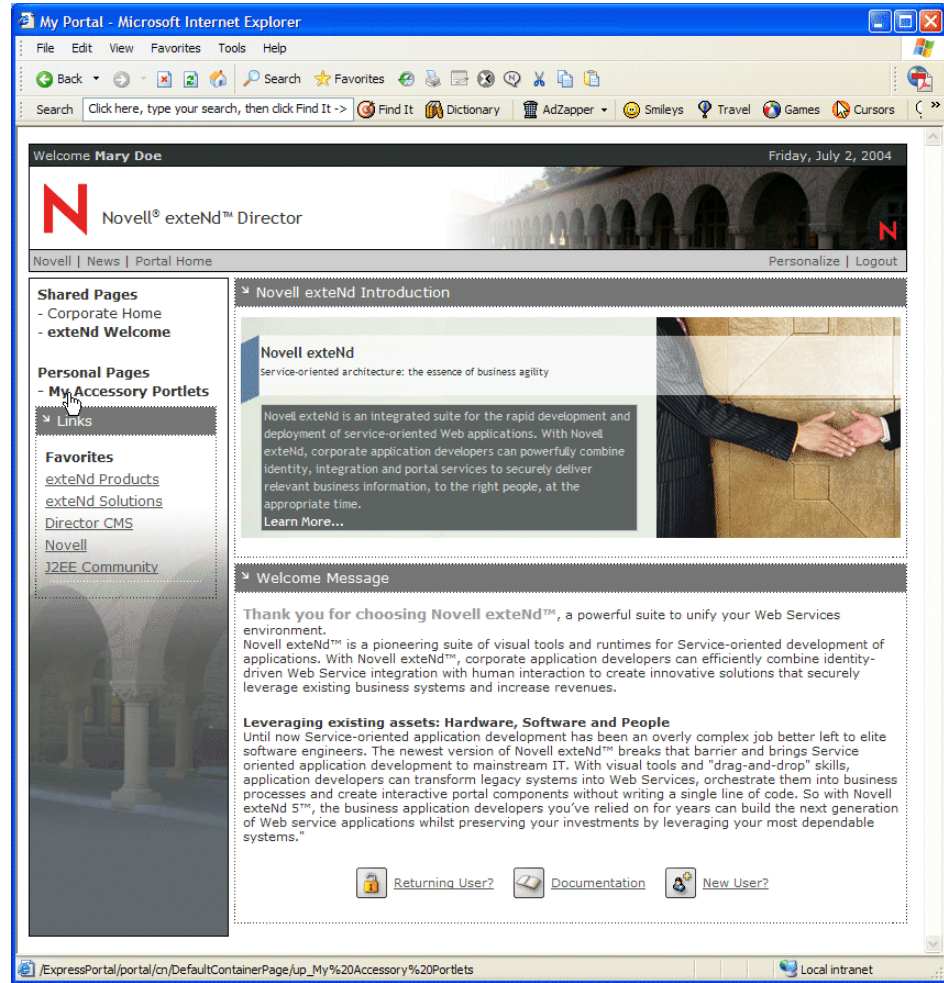 My Portal - Microsoft Internet Explorer
File Edit View Favorites Tools Help
Back Search Favorites
Search Click here, type your search, then click Find It -> Find It Dictionary AdZapper Smileys Travel Games Cursors
Welcome Mary Doe Friday, July 2, 2004
N Novell® exteNd™ Director N
Novell | News | Portal Home Personalize | Logout
Shared Pages
- Corporate Home
- exteNd Welcome
Personal Pages
- My Accessory Portlets
Links
Favorites
exteNd Products
exteNd Solutions
Director CMS
Novell
J2EE Community
Novell exteNd Introduction
Novell exteNd
Service-oriented architecture: the essence of business agility
Novell exteNd is an integrated suite for the rapid development and
deployment of service-oriented Web applications. With Novell
exteNd, corporate application developers can powerfully combine
identity, integration and portal services to securely deliver
relevant business information, to the right people, at the
appropriate time.
Learn More...
Welcome Message
Thank you for choosing Novell exteNd™, a powerful suite to unify your Web Services
environment.
Novell exteNd™ is a pioneering suite of visual tools and runtimes for Service-oriented development of
applications. With Novell exteNd™, corporate application developers can efficiently combine identity-
driven Web Service integration with human interaction to create innovative solutions that securely
leverage existing business systems and increase revenues.
Leveraging existing assets: Hardware, Software and People
Until now Service-oriented application development has been an overly complex job better left to elite
software engineers. The newest version of Novell exteNd™ breaks that barrier and brings Service
oriented application development to mainstream IT. With visual tools and "drag-and-drop" skills,
application developers can transform legacy systems into Web Services, orchestrate them into business
processes and create interactive portal components without writing a single line of code. So with Novell
exteNd 5™, the business application developers you've relied on for years can build the next generation
of Web service applications whilst preserving your investments by leveraging your most dependable
systems."
Returning User? Documentation New User?
/ExpressPortal/portal/cn/DefaultContainerPage/up_My%20Accessory%20Portlets Local intranet